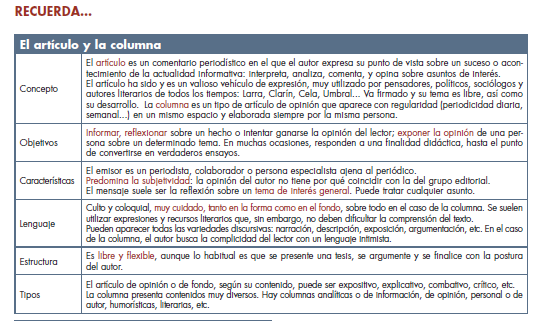 RECUERDA...
El artículo y la columna
Concepto
El artículo es un comentario periodístico en el que el autor expresa su punto de vista sobre un suceso o acon-
tecimiento de la actualidad informativa: interpreta, analiza, comenta, y opina sobre asuntos de interés.
El artículo ha sido y es un valioso vehículo de expresión, muy utilizado por pensadores, políticos, sociólogos y
autores literarios de todos los tiempos: Larra, Clarín, Cela, Umbral... Va firmado y su tema es libre, así como
su desarrollo. La columna es un tipo de artículo de opinión que aparece con regularidad (periodicidad diaria,
semanal...) en un mismo espacio y elaborada siempre por la misma persona.
Objetivos
Informar, reflexionar sobre un hecho o intentar ganarse la opinión del lector; exponer la opinión de una per-
sona sobre un determinado tema. En muchas ocasiones, responden a una finalidad didáctica, hasta el punto
de convertirse en verdaderos ensayos.
Características
El emisor es un periodista, colaborador o persona especialista ajena al periódico.
Predomina la subjetividad: la opinión del autor no tiene por qué coincidir con la del grupo editorial.
El mensaje suele ser la reflexión sobre un tema de interés general. Puede tratar cualquier asunto.
Lenguaje
Culto y coloquial, muy cuidado, tanto en la forma como en el fondo, sobre todo en el caso de la columna. Se suelen
utilizar expresiones y recursos literarios que, sin embargo, no deben dificultar la comprensión del texto.
Pueden aparecer todas las variedades discursivas: narración, descripción, exposición, argumentación, etc. En el caso
de la columna, el autor busca la complicidad del lector con un lenguaje intimista.
Estructura
Es libre y flexible, aunque lo habitual es que se presente una tesis, se argumente y se finalice con la postura
del autor.
Tipos
El artículo de opinión o de fondo, según su contenido, puede ser expositivo, explicativo, combativo, crítico, etc.
La columna presenta contenidos muy diversos. Hay columnas analíticas o de información, de opinión, personal o de
autor, humorísticas, literarias, etc.